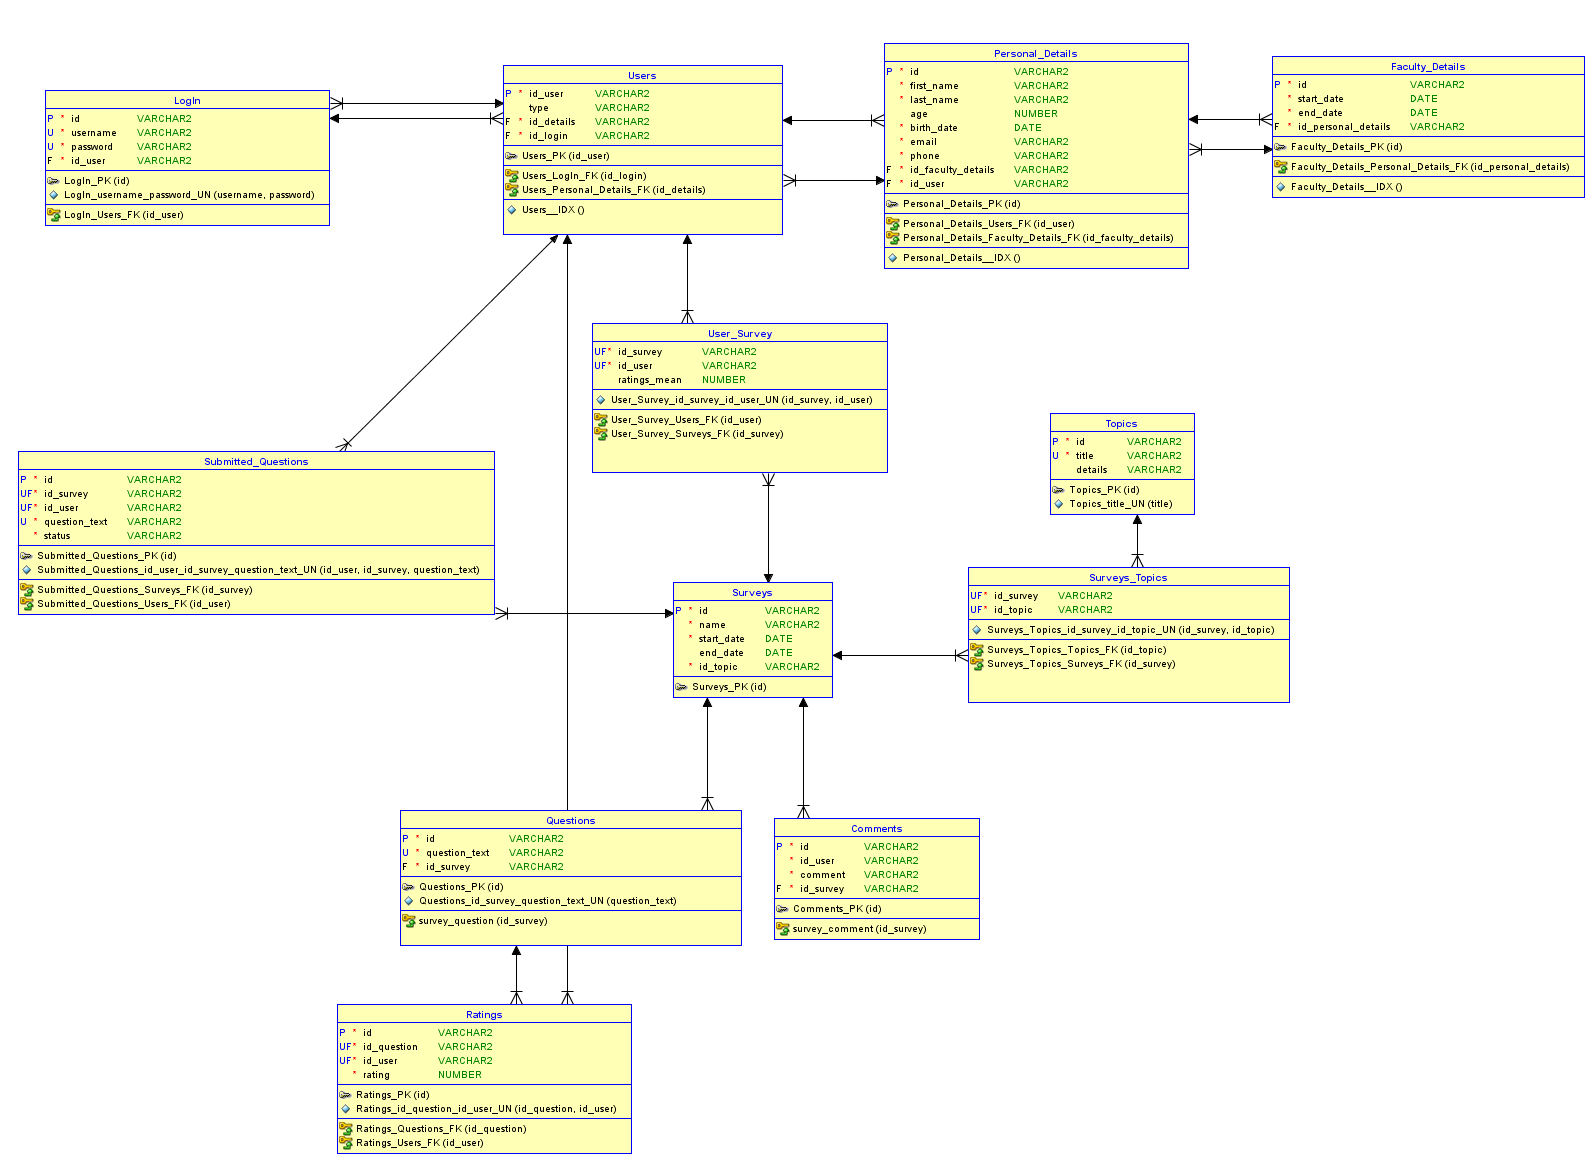 LogIn
P * id VARCHAR2
U * username VARCHAR2
U * password VARCHAR2
F * id_user VARCHAR2
LogIn_PK (id)
LogIn_username_password_UN (username, password)
LogIn_Users_FK (id_user)
Users
P * id_user VARCHAR2
type VARCHAR2
F * id_details VARCHAR2
F * id_login VARCHAR2
Users_PK (id_user)
Users_LogIn_FK (id_login)
Users_Personal_Details_FK (id_details)
Users__IDX ()
Personal_Details
P * id VARCHAR2
* first_name VARCHAR2
* last_name VARCHAR2
age NUMBER
* birth_date DATE
* email VARCHAR2
* phone VARCHAR2
F * id_faculty_details VARCHAR2
F * id_user VARCHAR2
Personal_Details_PK (id)
Personal_Details_Users_FK (id_user)
Personal_Details_Faculty_Details_FK (id_faculty_details)
Personal_Details__IDX ()
Faculty_Details
P * id VARCHAR2
* start_date DATE
* end_date DATE
F * id_personal_details VARCHAR2
Faculty_Details_PK (id)
Faculty_Details_Personal_Details_FK (id_personal_details)
Faculty_Details__IDX ()
User_Survey
UF* id_survey VARCHAR2
UF* id_user VARCHAR2
ratings_mean NUMBER
User_Survey_id_survey_id_user_UN (id_survey, id_user)
User_Survey_Users_FK (id_user)
User_Survey_Surveys_FK (id_survey)
Submitted_Questions
P * id VARCHAR2
UF* id_survey VARCHAR2
UF* id_user VARCHAR2
U * question_text VARCHAR2
* status VARCHAR2
Submitted_Questions_PK (id)
Submitted_Questions_id_user_id_survey_question_text_UN (id_user, id_survey, question_text)
Submitted_Questions_Surveys_FK (id_survey)
Submitted_Questions_Users_FK (id_user)
Topics
P * id VARCHAR2
U * title VARCHAR2
details VARCHAR2
Topics_PK (id)
Topics_title_UN (title)
Surveys
P * id VARCHAR2
* name VARCHAR2
* start_date DATE
end_date DATE
* id_topic VARCHAR2
Surveys_PK (id)
Surveys_Topics
UF* id_survey VARCHAR2
UF* id_topic VARCHAR2
Surveys_Topics_id_survey_id_topic_UN (id_survey, id_topic)
Surveys_Topics_Topics_FK (id_topic)
Surveys_Topics_Surveys_FK (id_survey)
Questions
P * id VARCHAR2
U * question_text VARCHAR2
F * id_survey VARCHAR2
Questions_PK (id)
Questions_id_survey_question_text_UN (question_text)
survey_question (id_survey)
Comments
P * id VARCHAR2
* id_user VARCHAR2
* comment VARCHAR2
F * id_survey VARCHAR2
Comments_PK (id)
survey_comment (id_survey)
Ratings
P * id VARCHAR2
UF* id_question VARCHAR2
UF* id_user VARCHAR2
* rating NUMBER
Ratings_PK (id)
Ratings_id_question_id_user_UN (id_question, id_user)
Ratings_Questions_FK (id_question)
Ratings_Users_FK (id_user)